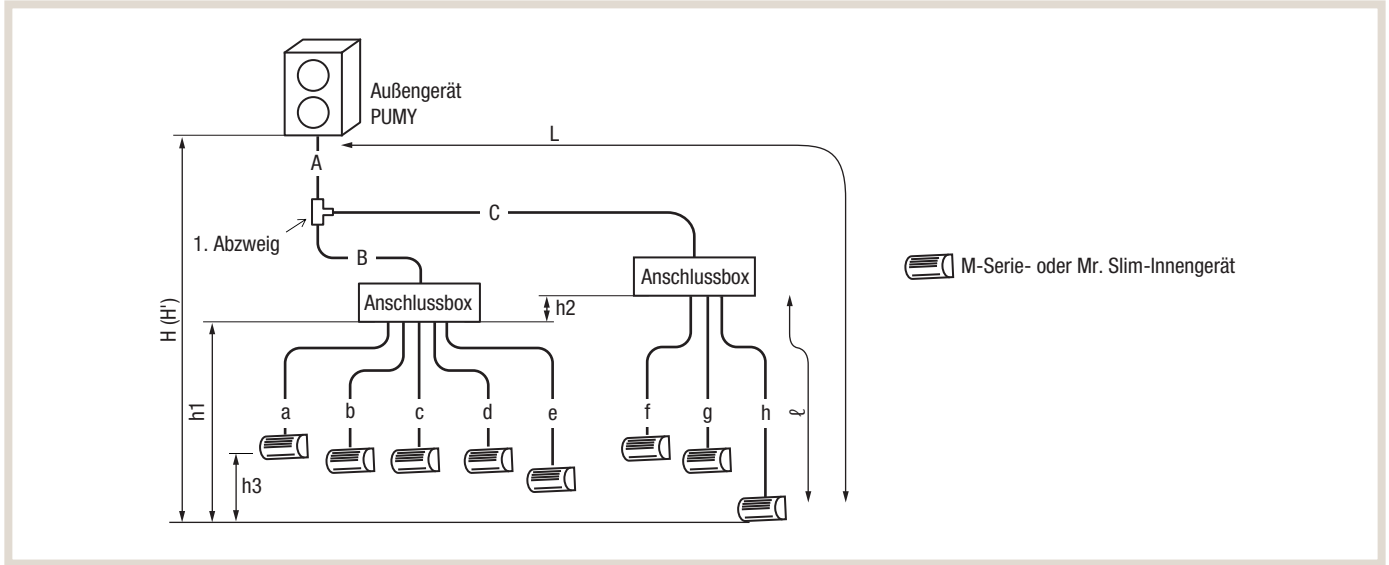 Außengerät
PUMY
L
A
C
1. Abzweig
B
Anschlussbox
M-Serie- oder Mr. Slim-Innengerät
Anschlussbox
h2
H (H')
h1
a
b
c
d
e
f
g
h
ℓ
h3